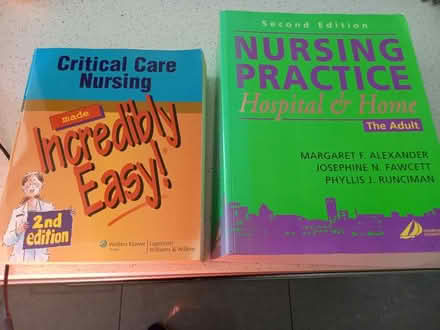 Critical Care
Nursing
made
Incredibly
Easy!
2nd
edition
Wolters Kluwer
Lippincott
Williams & Wilkins
Second Edition
NURSING
PRACTICE
Hospital & Home
The Adult
MARGARET F. ALEXANDER
JOSEPHINE N. FAWCETT
PHYLLIS J. RUNCIMAN